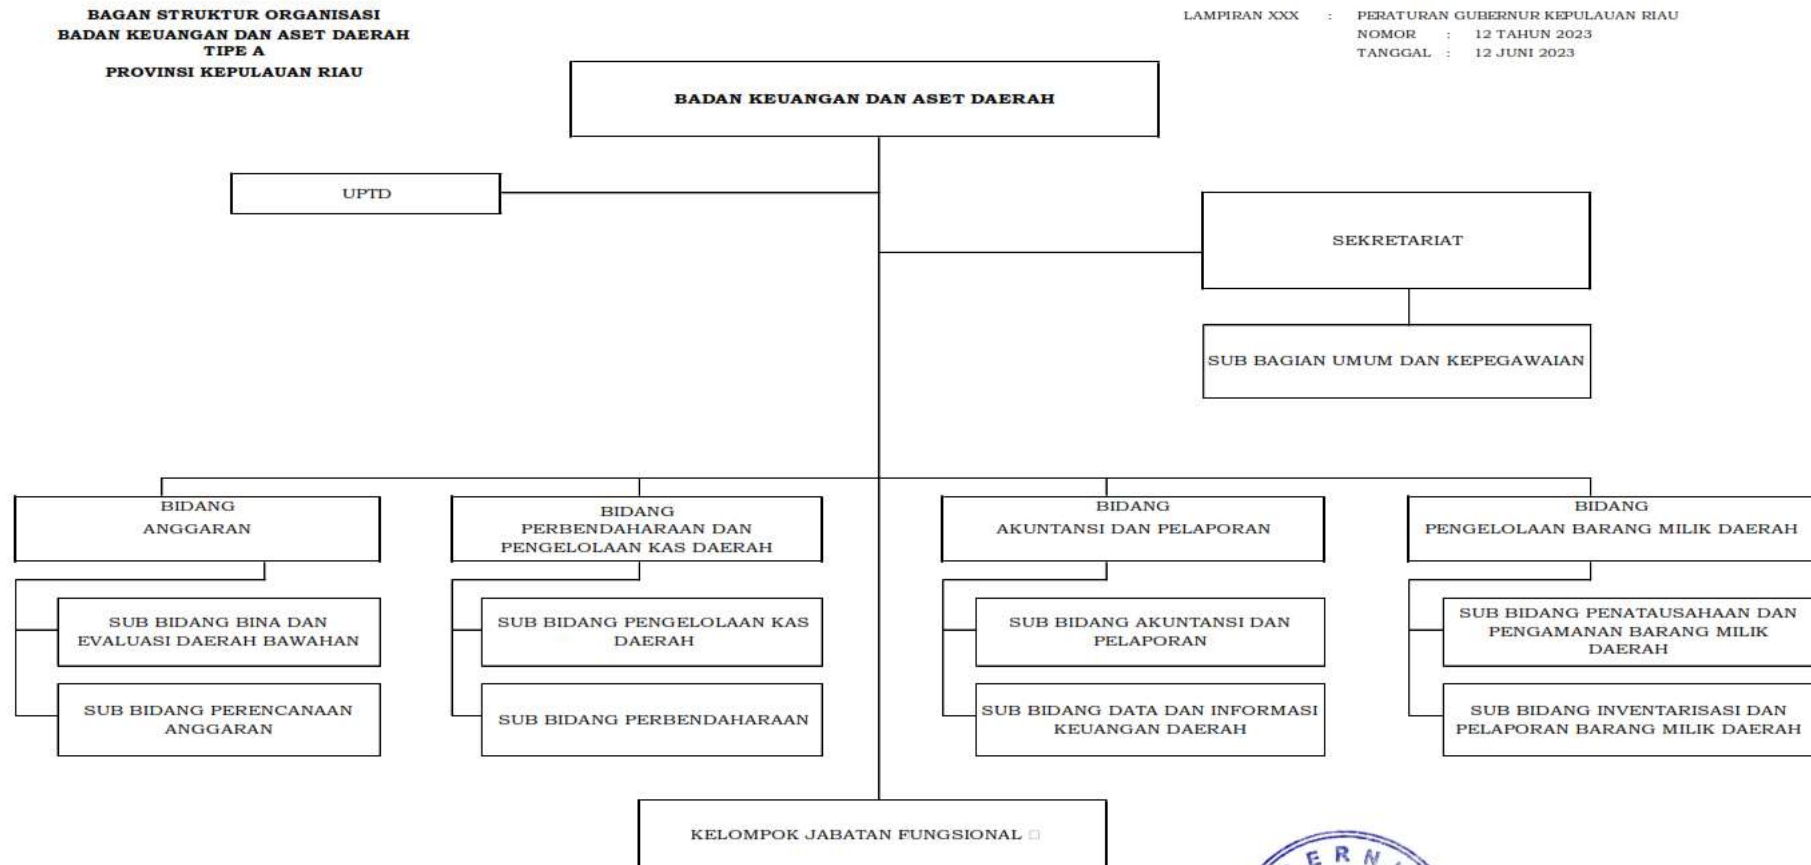 BAGAN STRUKTUR ORGANISASI
BADAN KEUANGAN DAN ASET DAERAH
TIPE A
PROVINSI KEPULAUAN RIAU
LAMPIRAN XXX : PERATURAN GUBERNUR KEPULAUAN RIAU
NOMOR : 12 TAHUN 2023
TANGGAL : 12 JUNI 2023
BADAN KEUANGAN DAN ASET DAERAH
UPTD
SEKRETARIAT
SUB BAGIAN UMUM DAN KEPEGAWAIAN
BIDANG
ANGGARAN
SUB BIDANG BINA DAN
EVALUASI DAERAH BAWAHAN
SUB BIDANG PERENCANAAN
ANGGARAN
BIDANG
PERBENDAHARAAN DAN
PENGELOLAAN KAS DAERAH
SUB BIDANG PENGELOLAAN KAS
DAERAH
SUB BIDANG PERBENDAHARAAN
BIDANG
AKUNTANSI DAN PELAPORAN
SUB BIDANG AKUNTANSI DAN
PELAPORAN
SUB BIDANG DATA DAN INFORMASI
KEUANGAN DAERAH
BIDANG
PENGELOLAAN BARANG MILIK DAERAH
SUB BIDANG PENATAUSAHAAN DAN
PENGAMANAN BARANG MILIK
DAERAH
SUB BIDANG INVENTARISASI DAN
PELAPORAN BARANG MILIK DAERAH
KELOMPOK JABATAN FUNGSIONAL